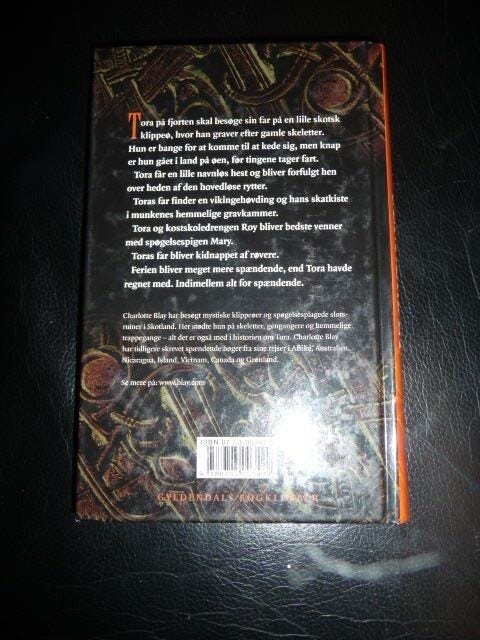 Tora på fjorten skal besøge sin far på en lille skotsk
klippeø, hvor han graver efter gamle skeletter.
Hun er bange for at komme til at kede sig, men knap
er hun gået i land på øen, før tingene tager fart.
Tora får en lille navnløs hest og bliver forfulgt hen
over heden af den hovedløse rytter.
Toras far finder en vikingehøvding og hans skatkiste
i munkenes hemmelige gravkammer.
Tora og kostskoledrengen Roy bliver bedste venner
med spøgelsespigen Mary.
Toras far bliver kidnappet af røvere.
Ferien bliver meget mere spændende, end Tora havde
regnet med. Indimellem alt for spændende.
Charlotte Blay har besøgt mystiske klippeøer og spøgelsesplagede slots-
ruiner i Skotland. Her stødte hun på skeletter, gengangere og hemmelige
trappegange – alt det er også med i historien om Tora. Charlotte Blay
har tidligere skrevet spændende bøger fra sine rejser i Afrika, Australien,
Nicaragua, Island, Vietnam, Canada og Grønland.
Se mere på: www.blay.com
ISBN 87-03-
GYLDENDALS BOGKLUBBER